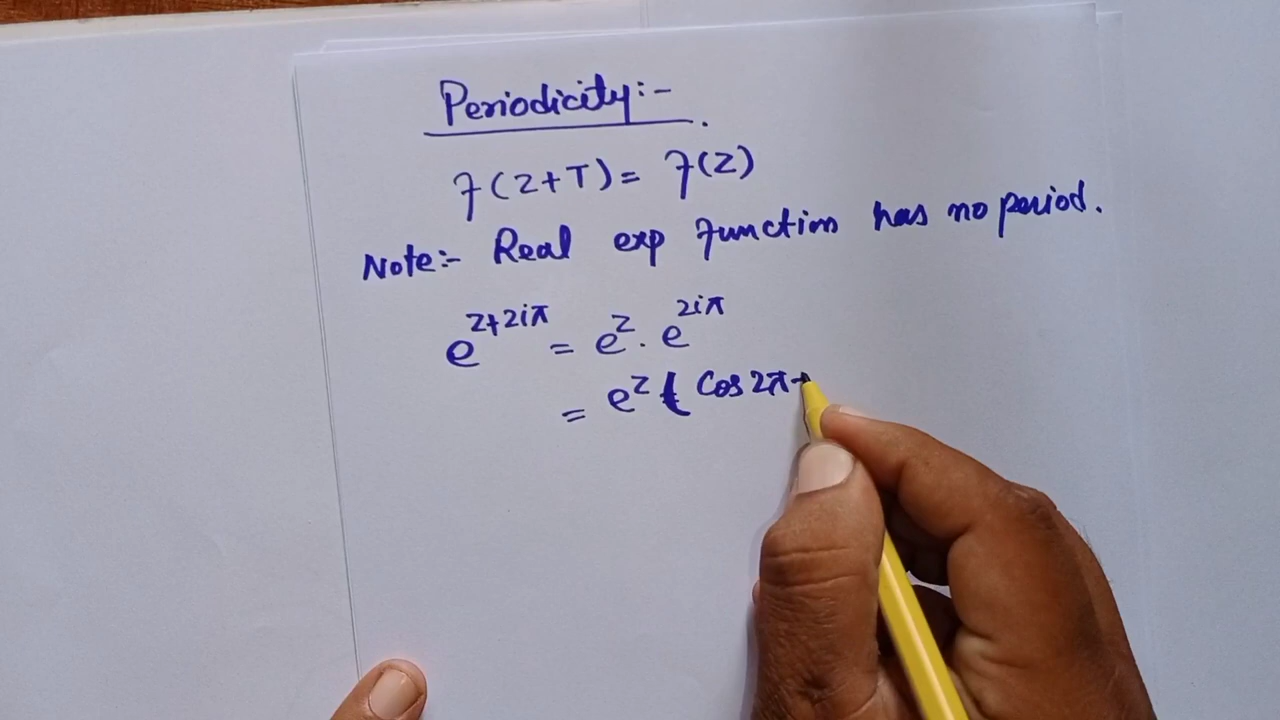 Periodicity:-
f(z+T) = f(z)
Note:- Real exp function has no period.
e^{z+2iπ} = e^z . e^{2iπ}
= e^z ( Cos 2π+